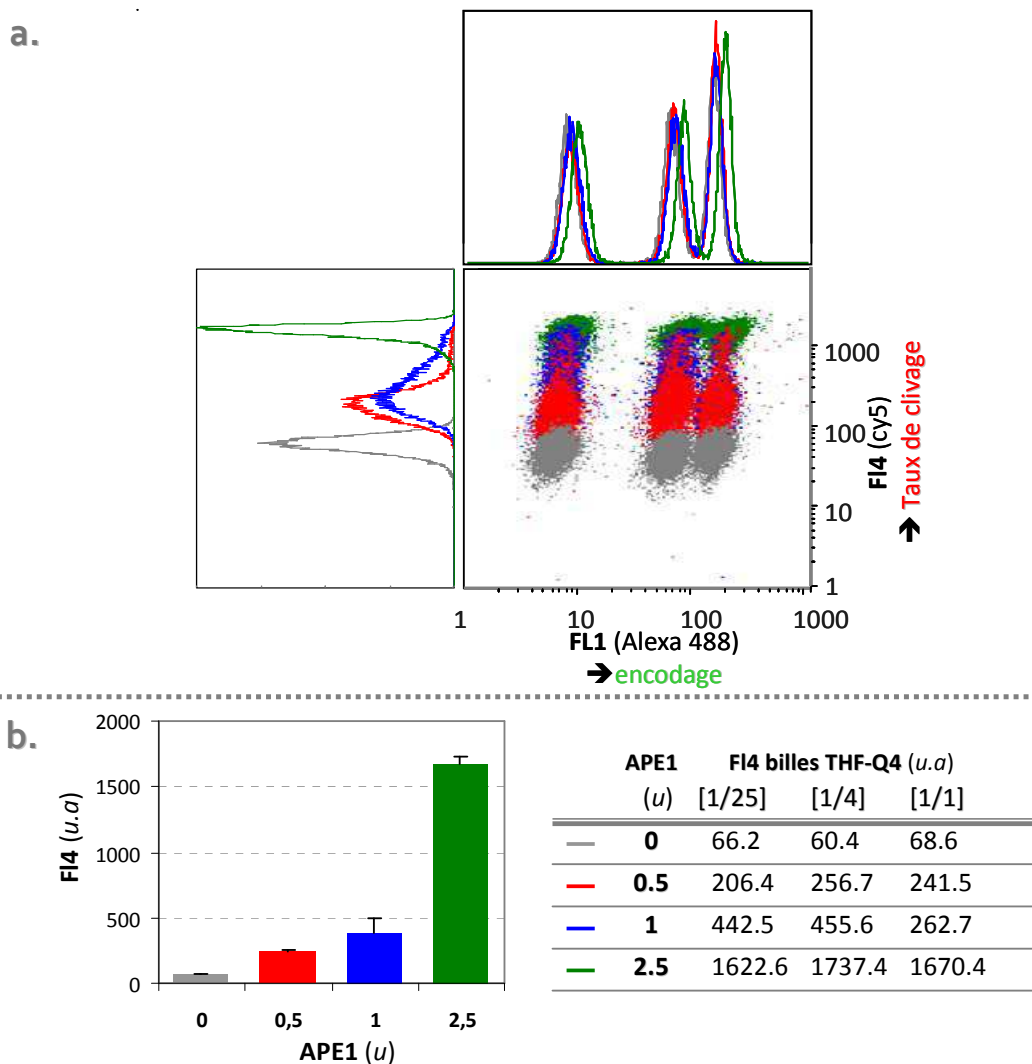 a.
1000
100
10
1
Fl4 (cy5)
➔ Taux de clivage
1 10 100 1000
FL1 (Alexa 488)
➔ encodage
b.
2000
1500
1000
500
0
Fl4 (u.a)
0 0,5 1 2,5
APE1 (u)
APE1 Fl4 billes THF-Q4 (u.a)
(u) [1/25] [1/4] [1/1]
0 66.2 60.4 68.6
0.5 206.4 256.7 241.5
1 442.5 455.6 262.7
2.5 1622.6 1737.4 1670.4